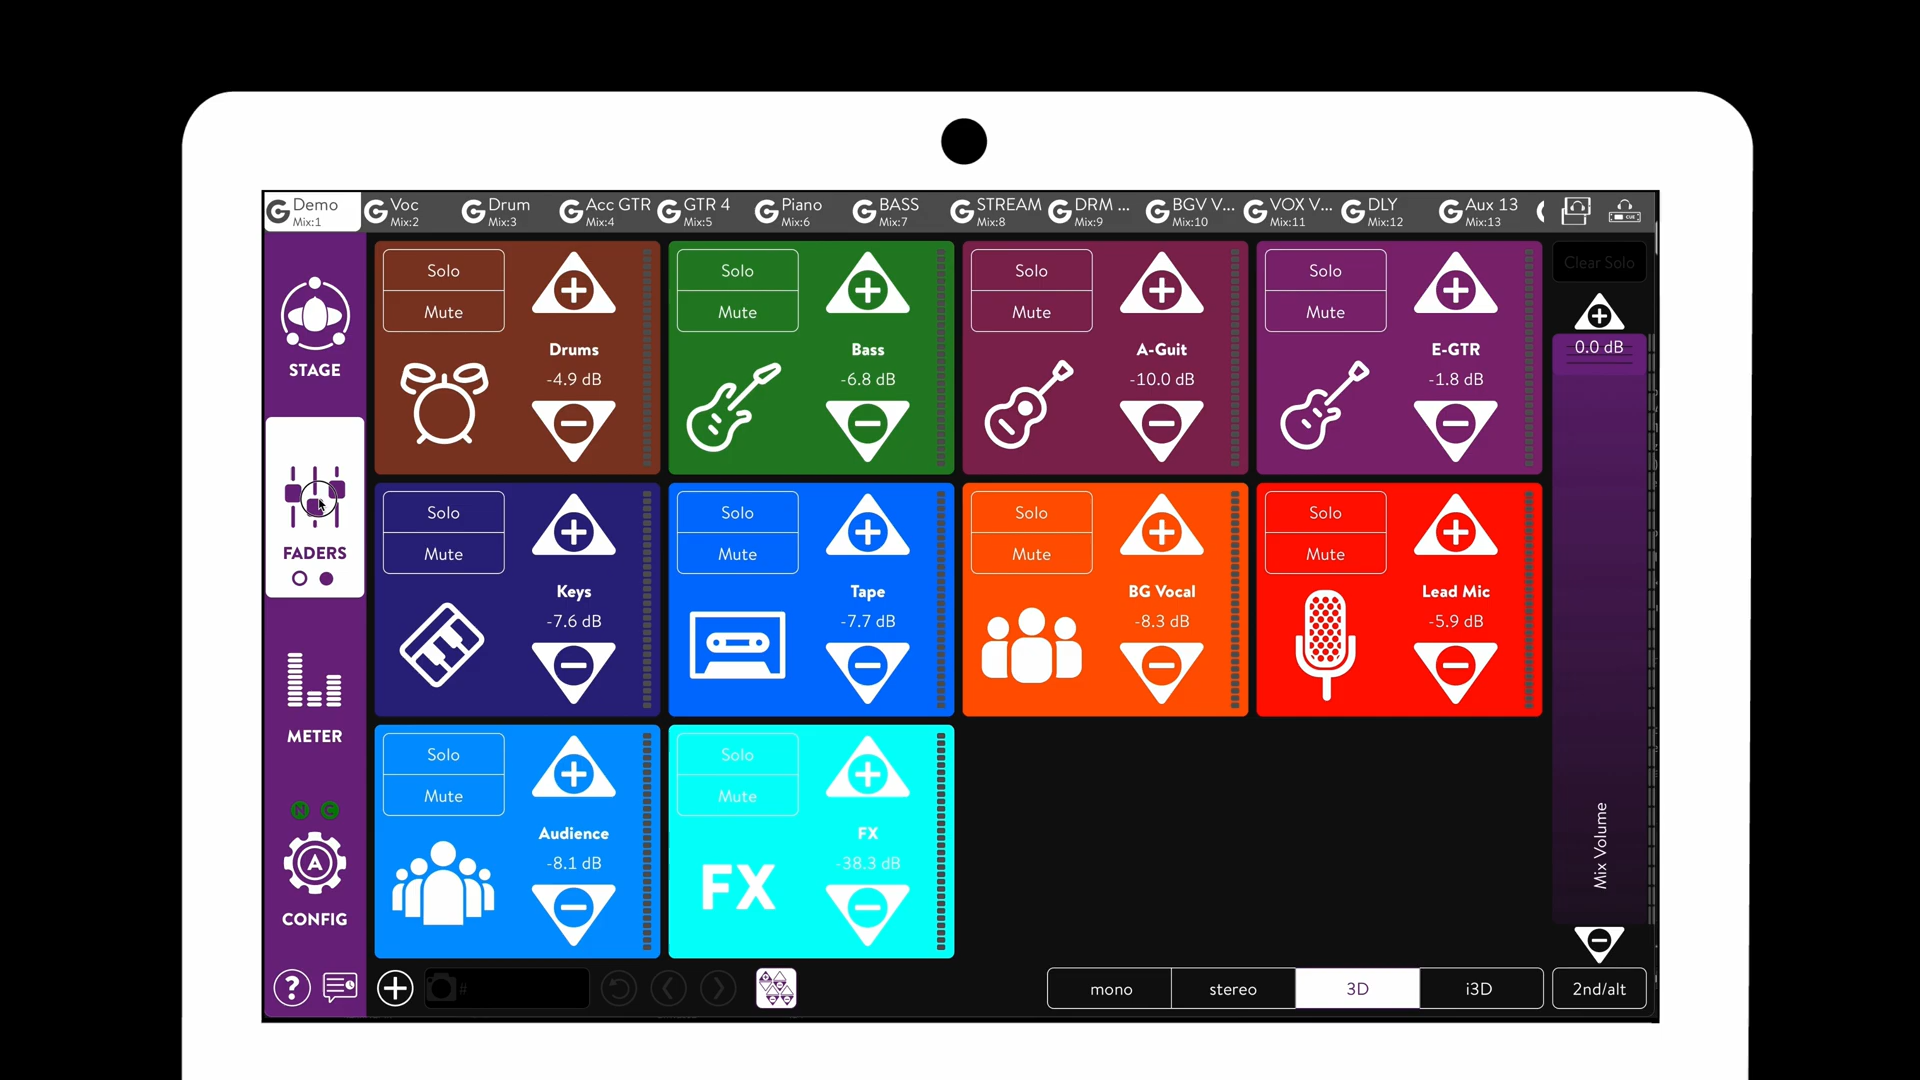 Demo Voc Drum Acc GTR GTR 4 Piano BASS STREAM DRM ... BGV V... VOX V... DLY Aux 13
Mix:1 Mix:2 Mix:3 Mix:4 Mix:5 Mix:6 Mix:7 Mix:8 Mix:9 Mix:10 Mix:11 Mix:12 Mix:13
CUE
STAGE
FADERS
METER
N G
A
CONFIG
?
Solo
Mute
Drums
-4.9 dB
Solo
Mute
Bass
-6.8 dB
Solo
Mute
A-Guit
-10.0 dB
Solo
Mute
E-GTR
-1.8 dB
Clear Solo
0.0 dB
Solo
Mute
Keys
-7.6 dB
Solo
Mute
Tape
-7.7 dB
Solo
Mute
BG Vocal
-8.3 dB
Solo
Mute
Lead Mic
-5.9 dB
Solo
Mute
Audience
-8.1 dB
Solo
Mute
FX
-38.3 dB
FX
Mix Volume
#
mono stereo 3D i3D 2nd/alt